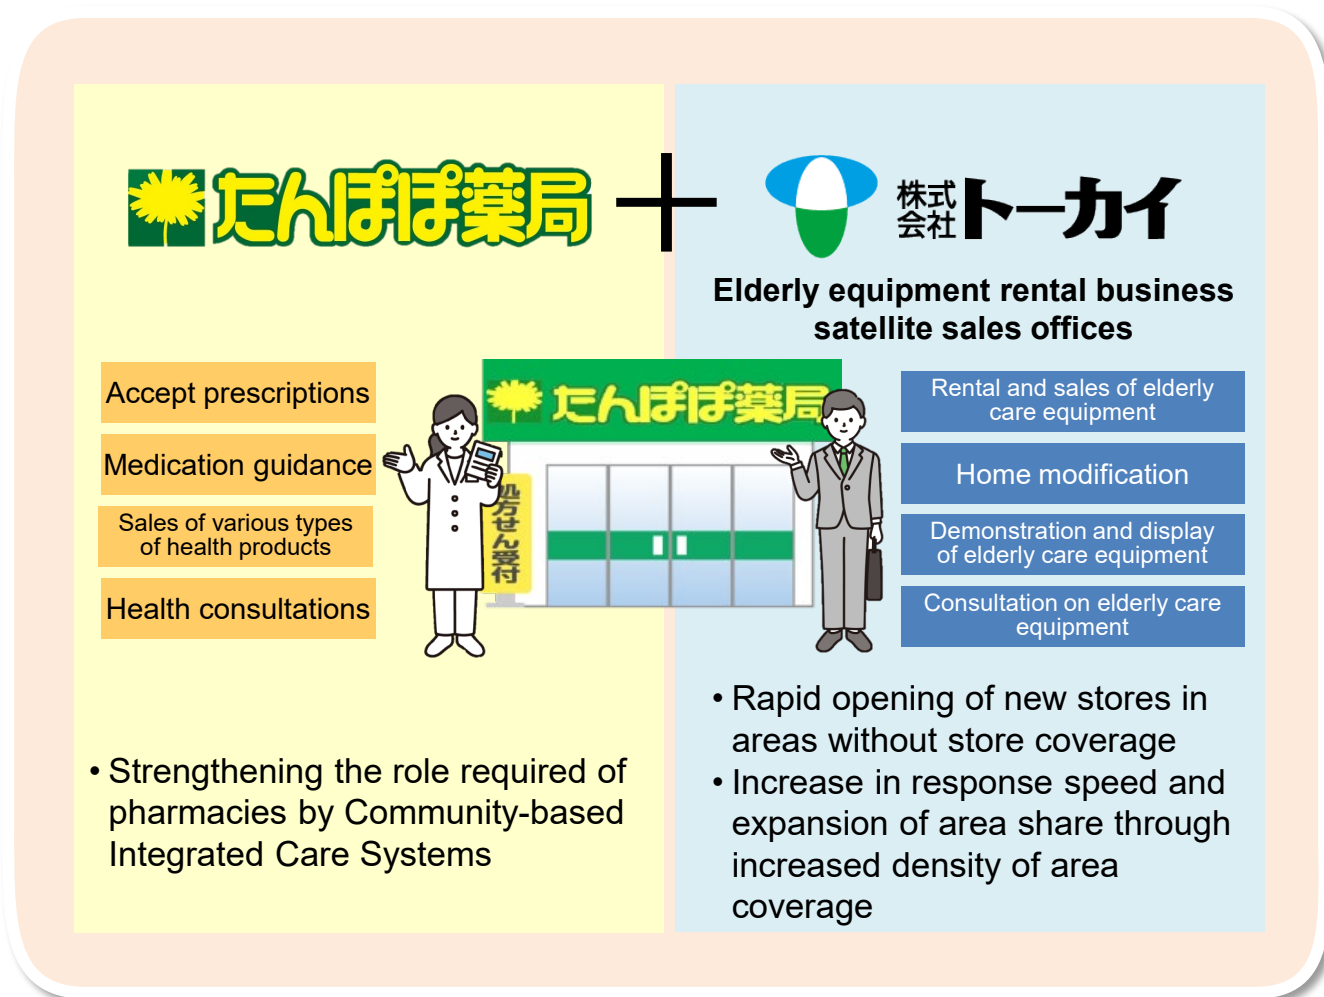 たんぽぽ薬局
+
株式
会社
トーカイ
Elderly equipment rental business
satellite sales offices
Accept prescriptions
Medication guidance
Sales of various types
of health products
Health consultations
たんぽぽ薬局
処方せん受付
Rental and sales of elderly
care equipment
Home modification
Demonstration and display
of elderly care equipment
Consultation on elderly care
equipment
• Strengthening the role required of
pharmacies by Community-based
Integrated Care Systems
• Rapid opening of new stores in
areas without store coverage
• Increase in response speed and
expansion of area share through
increased density of area
coverage